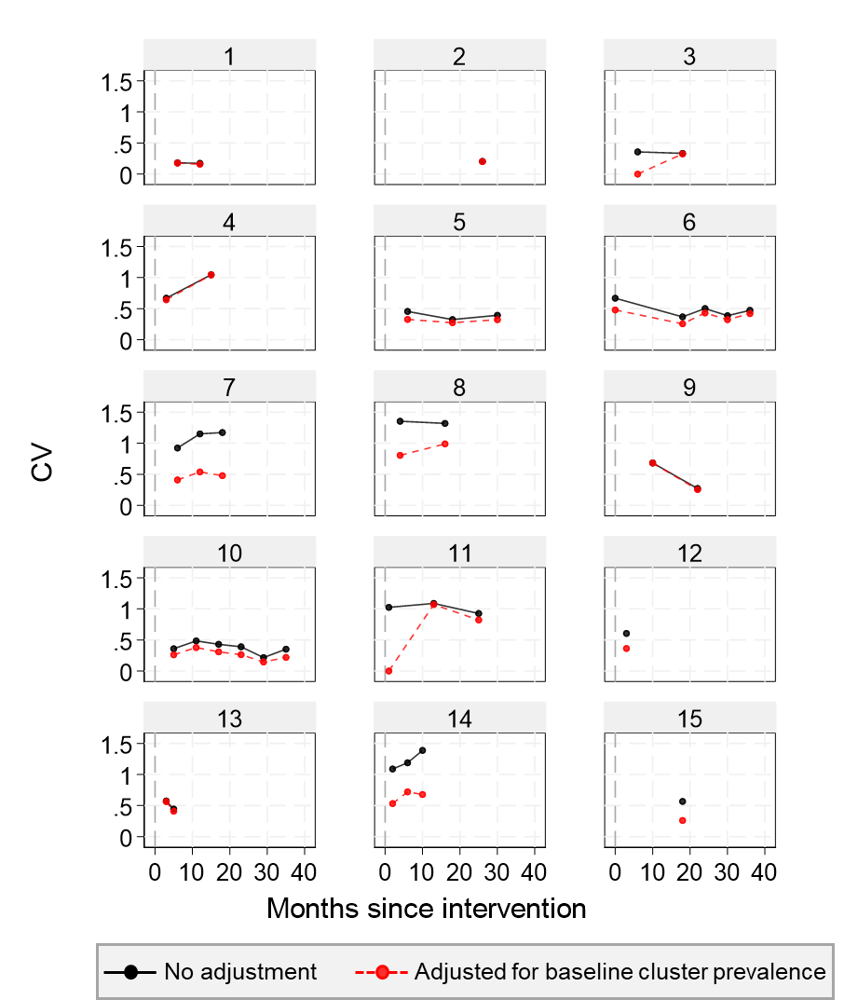 1 2 3
1.5
1
.5
0
4 5 6
1.5
1
.5
0
7 8 9
1.5
1
.5
0
CV
10 11 12
1.5
1
.5
0
13 14 15
1.5
1
.5
0
0 10 20 30 40 0 10 20 30 40 0 10 20 30 40
Months since intervention
No adjustment Adjusted for baseline cluster prevalence